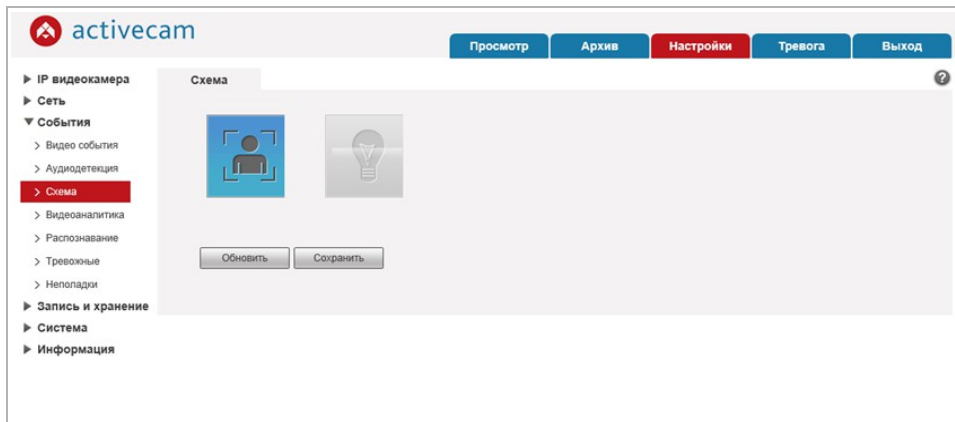 activecam
Просмотр
Архив
Настройки
Тревога
Выход
IP видеокамера
Сеть
События
Видео события
Аудиодетекция
Схема
Видеоаналитика
Распознавание
Тревожные
Неполадки
Запись и хранение
Система
Информация
Схема
?
Обновить
Сохранить